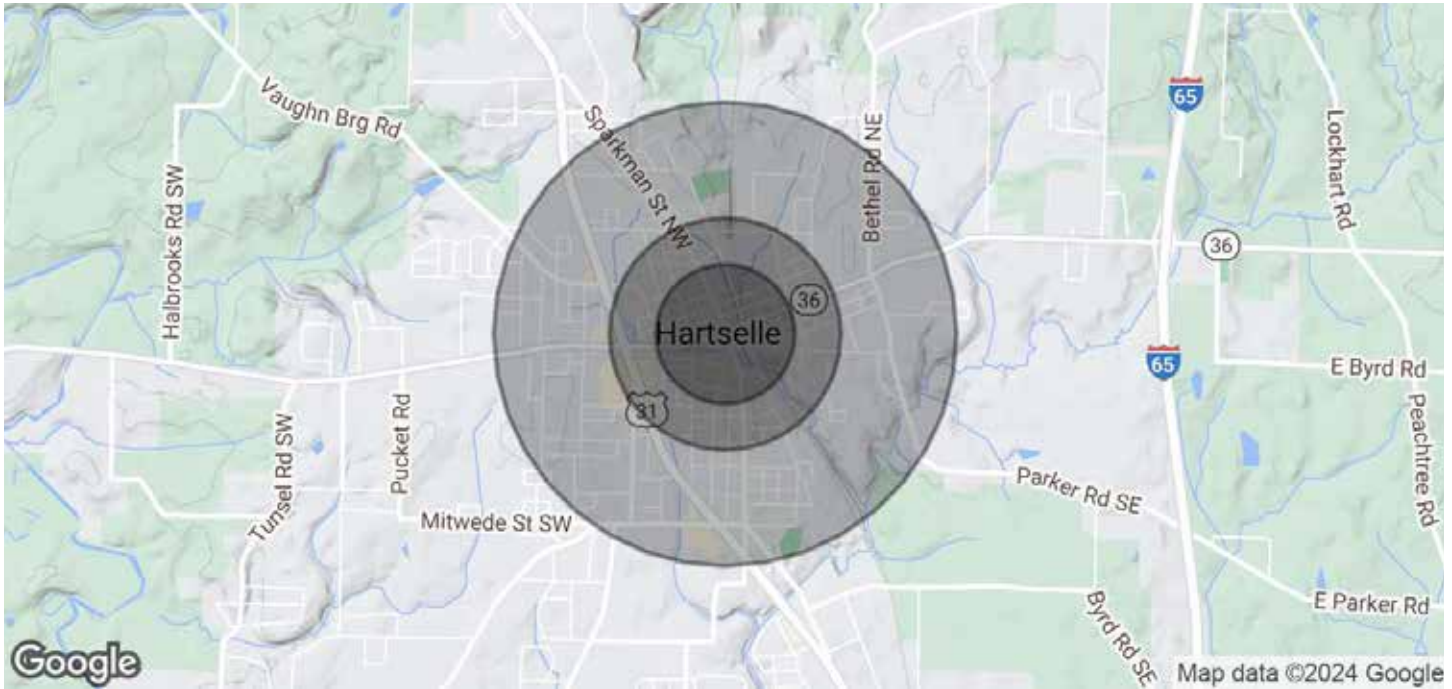 65
Vaughn Brg Rd
Sparkman St NW
Lockhart Rd
Halbrooks Rd SW
Bethel Rd NE
36
36
Hartselle
65
E Byrd Rd
31
Pucket Rd
Peachtree Rd
Tunsel Rd SW
Parker Rd SE
Mitwede St SW
E Parker Rd
Byrd Rd SE
Google
Map data ©2024 Google